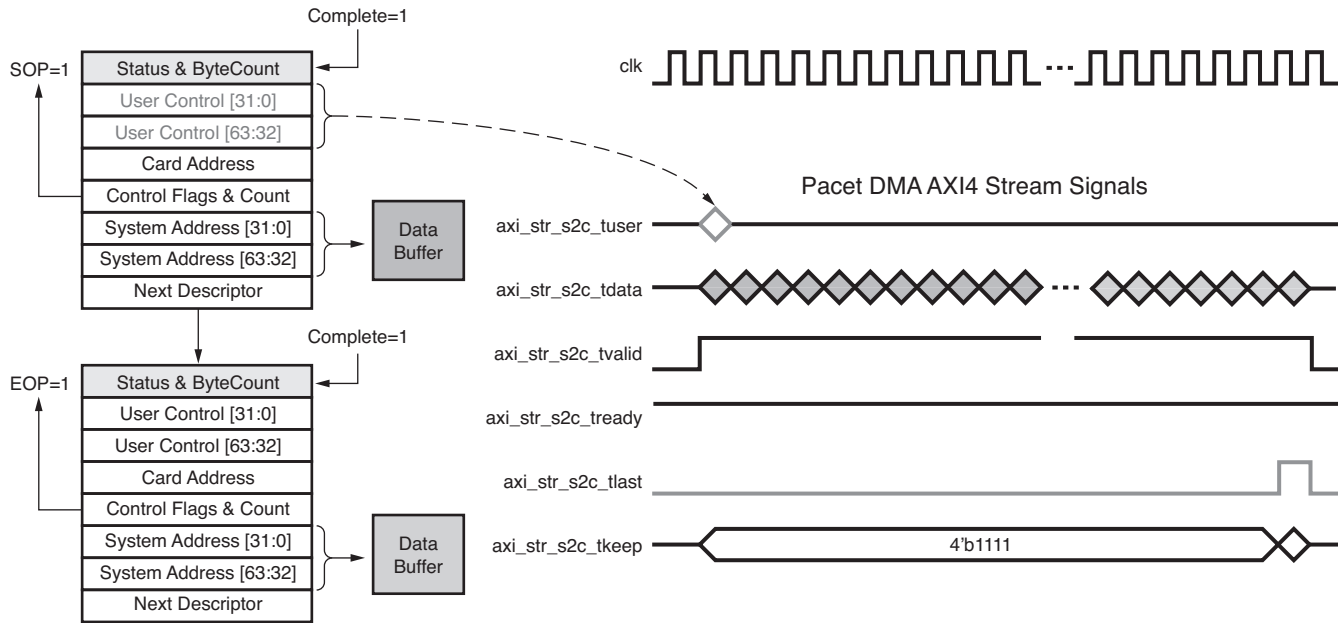 Complete=1
SOP=1
Status & ByteCount
User Control [31:0]
User Control [63:32]
Card Address
Control Flags & Count
System Address [31:0]
System Address [63:32]
Next Descriptor
Data
Buffer
Complete=1
EOP=1
Status & ByteCount
User Control [31:0]
User Control [63:32]
Card Address
Control Flags & Count
System Address [31:0]
System Address [63:32]
Next Descriptor
Data
Buffer
clk
Pacet DMA AXI4 Stream Signals
axi_str_s2c_tuser
axi_str_s2c_tdata
axi_str_s2c_tvalid
axi_str_s2c_tready
axi_str_s2c_tlast
axi_str_s2c_tkeep
4'b1111